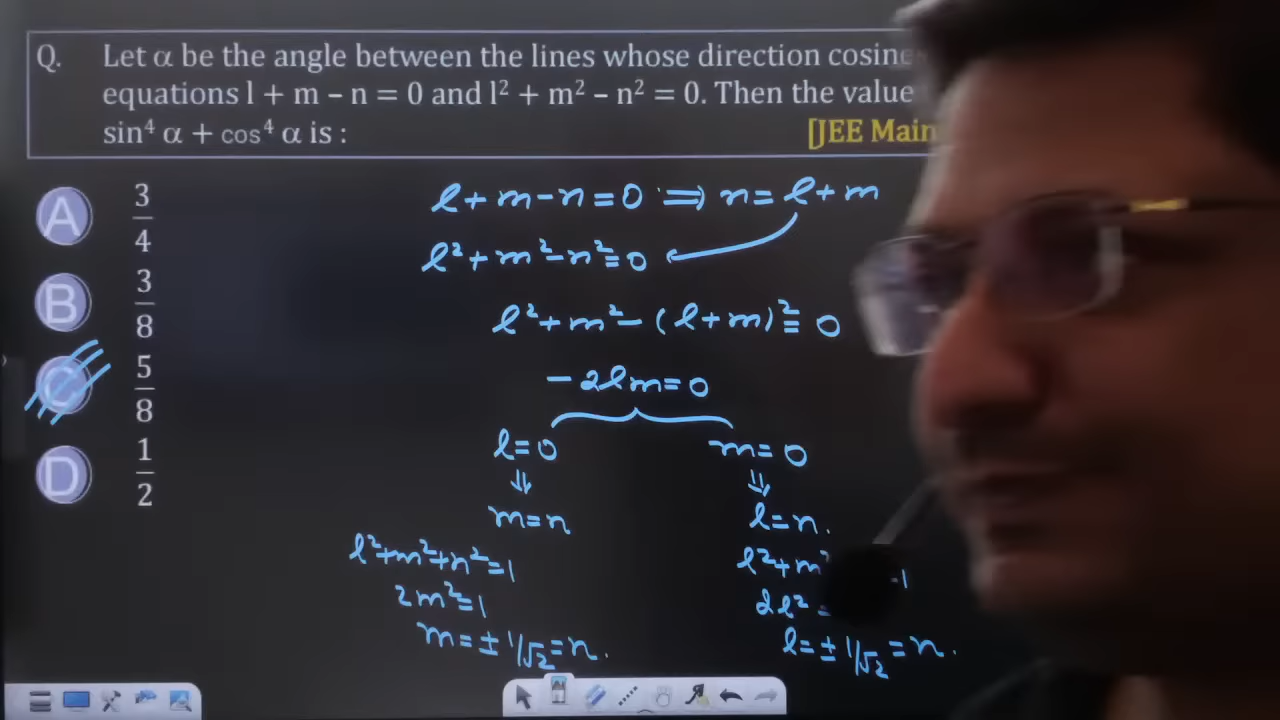 Q. Let α be the angle between the lines whose direction cosine
equations l + m − n = 0 and l² + m² − n² = 0. Then the value
sin⁴ α + cos⁴ α is :
[JEE Main
A 3/4
B 3/8
C 5/8
D 1/2
l+m-n=0 ⇒ n=l+m
l²+m²-n²=0
l²+m²-(l+m)²=0
-2lm=0
l=0 m=0
⇓ ⇓
m=n l=n.
l²+m²+n²=1 l²+m² 1
2m²=1 2l²=
m=±1/√2=n. l=±1/√2=n.